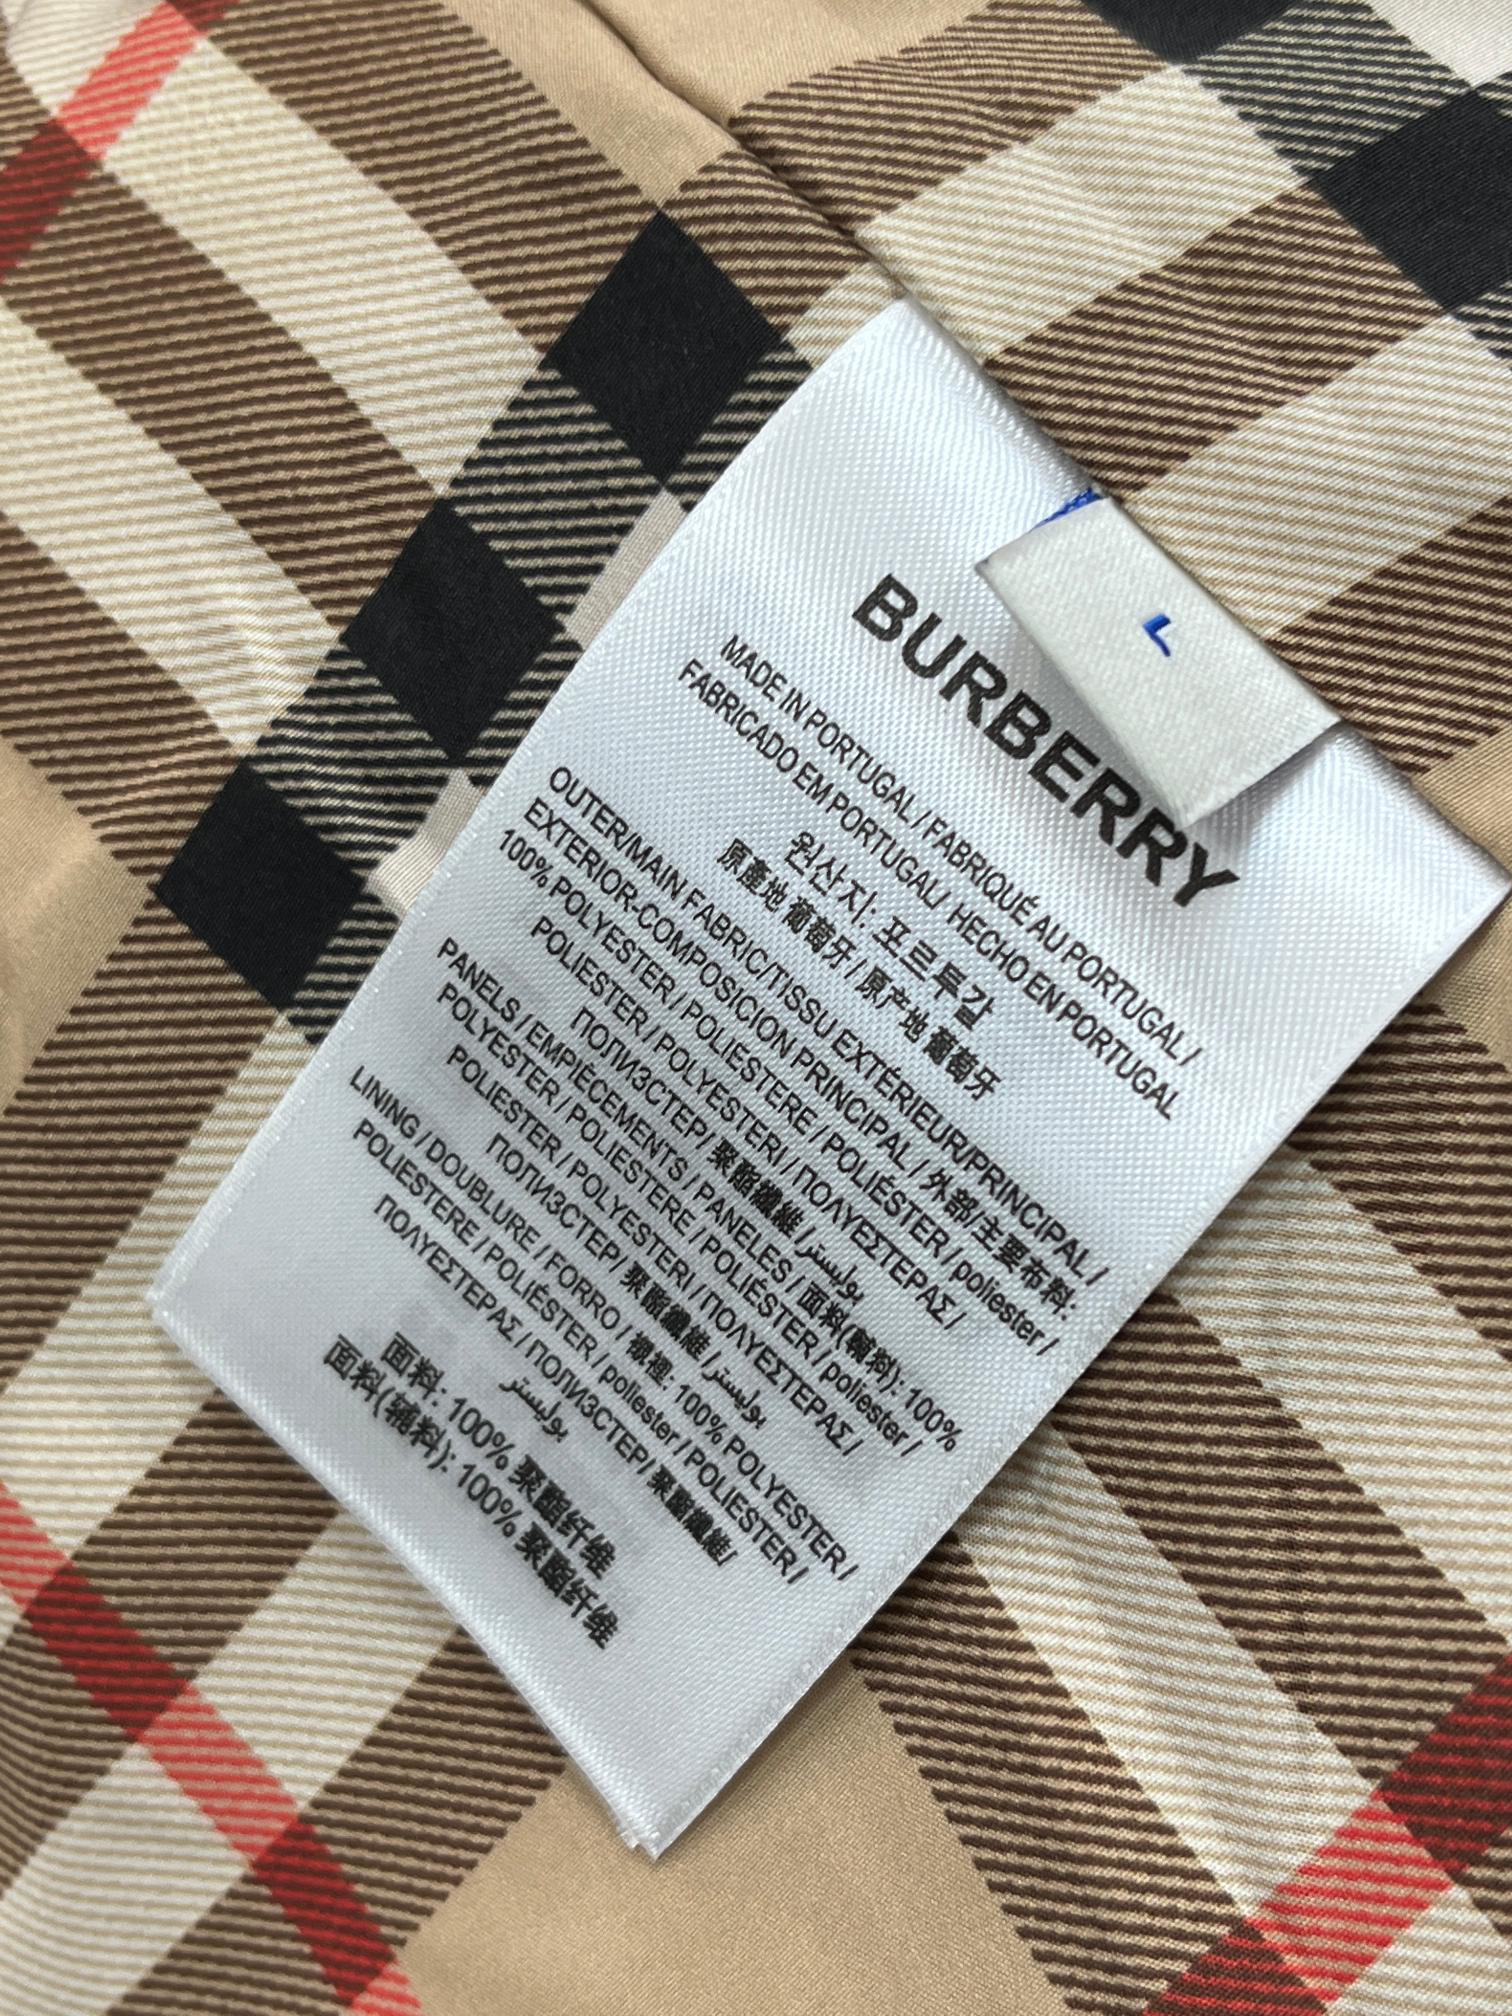 L
BURBERRY
MADE IN PORTUGAL / FABRIQUÉ AU PORTUGAL /
FABRICADO EM PORTUGAL/ HECHO EN PORTUGAL
원산지: 포르투갈
原產地 葡萄牙 / 原产地 葡萄牙
OUTER/MAIN FABRIC/TISSU EXTÉRIEUR/PRINCIPAL /
EXTERIOR-COMPOSICION PRINCIPAL / 外部/主要布料:
100% POLYESTER / POLIESTERE / POLIÉSTER / poliester /
POLIESTER / POLYESTERI / ΠΟΛΥΕΣΤΕΡΑΣ /
ПОЛИЗСТЕР/ 聚酯纖維 / بوليستر
PANELS / EMPIÈCEMENTS / PANELES / 面料(輔料): 100%
POLYESTER / POLIESTERE / POLIÉSTER / poliester /
POLIESTER / POLYESTERI / ΠΟΛΥΕΣΤΕΡΑΣ /
ПОЛИЗСТЕР/ 聚酯纖維 / بوليستر
LINING / DOUBLURE / FORRO / 襯裡: 100% POLYESTER /
POLIESTERE / POLIÉSTER / poliester / POLIESTER /
ΠΟΛΥΕΣΤΕΡΑΣ / ПОЛИЗСТЕР/ 聚酯纖維/
بوليستر
面料: 100% 聚酯纤维
面料(辅料): 100% 聚酯纤维